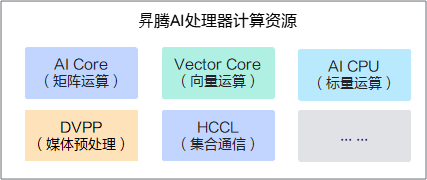 昇腾AI处理器计算资源
AI Core
（矩阵运算）
Vector Core
（向量运算）
AI CPU
（标量运算）
DVPP
（媒体预处理）
HCCL
（集合通信）
... ...